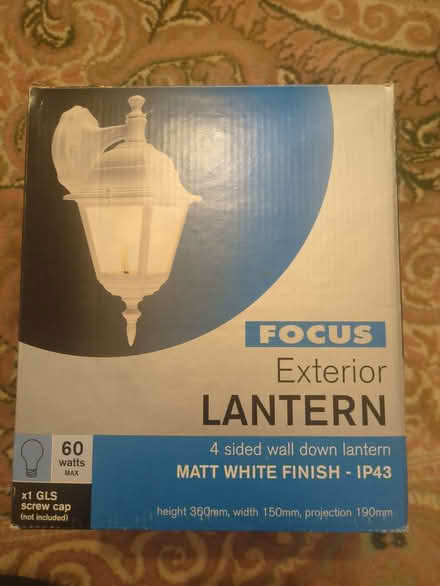 FOCUS
Exterior
LANTERN
4 sided wall down lantern
MATT WHITE FINISH - IP43
height 360mm, width 150mm, projection 190mm
60
watts
MAX
x1 GLS
screw cap
(not included)